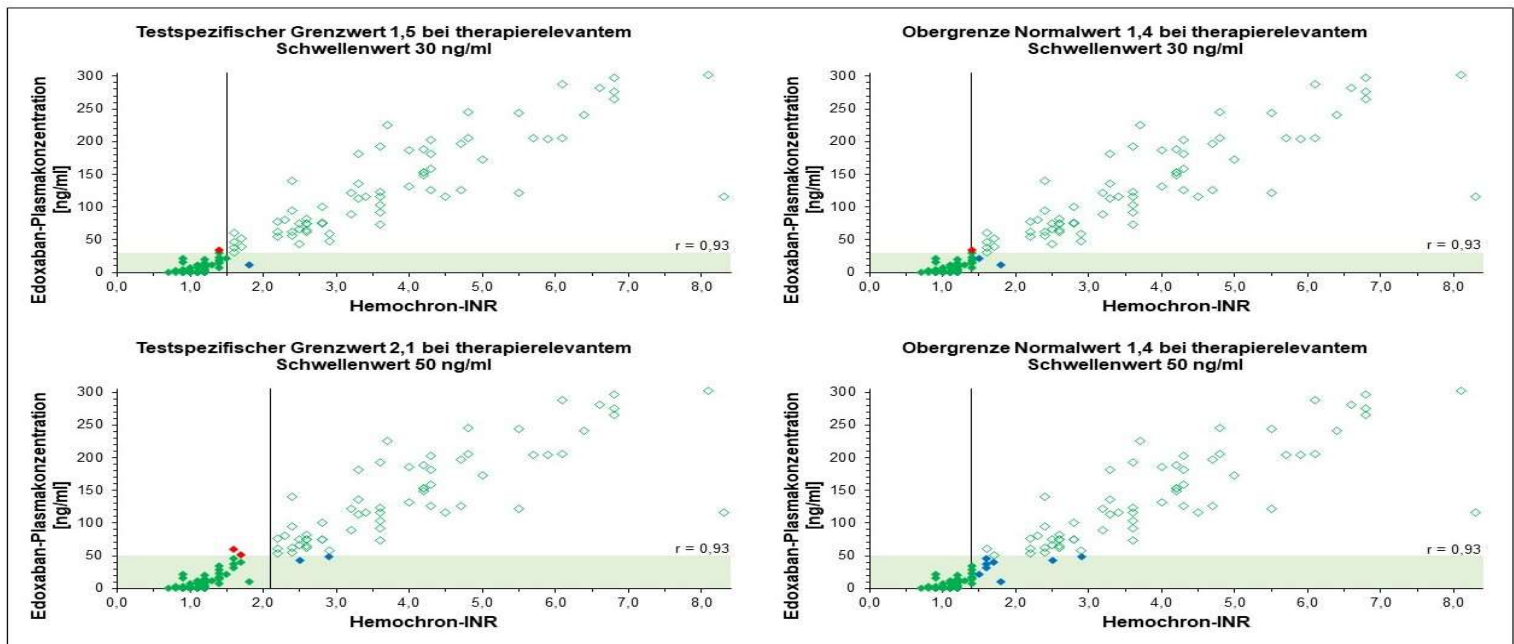 Testspezifischer Grenzwert 1,5 bei therapierelevantem
Schwellenwert 30 ng/ml
Edoxaban-Plasmakonzentration
[ng/ml]
300
250
200
150
100
50
0
r = 0,93
0,0 1,0 2,0 3,0 4,0 5,0 6,0 7,0 8,0
Hemochron-INR
Obergrenze Normalwert 1,4 bei therapierelevantem
Schwellenwert 30 ng/ml
Edoxaban-Plasmakonzentration
[ng/ml]
300
250
200
150
100
50
0
r = 0,93
0,0 1,0 2,0 3,0 4,0 5,0 6,0 7,0 8,0
Hemochron-INR
Testspezifischer Grenzwert 2,1 bei therapierelevantem
Schwellenwert 50 ng/ml
Edoxaban-Plasmakonzentration
[ng/ml]
300
250
200
150
100
50
0
r = 0,93
0,0 1,0 2,0 3,0 4,0 5,0 6,0 7,0 8,0
Hemochron-INR
Obergrenze Normalwert 1,4 bei therapierelevantem
Schwellenwert 50 ng/ml
Edoxaban-Plasmakonzentration
[ng/ml]
300
250
200
150
100
50
0
r = 0,93
0,0 1,0 2,0 3,0 4,0 5,0 6,0 7,0 8,0
Hemochron-INR